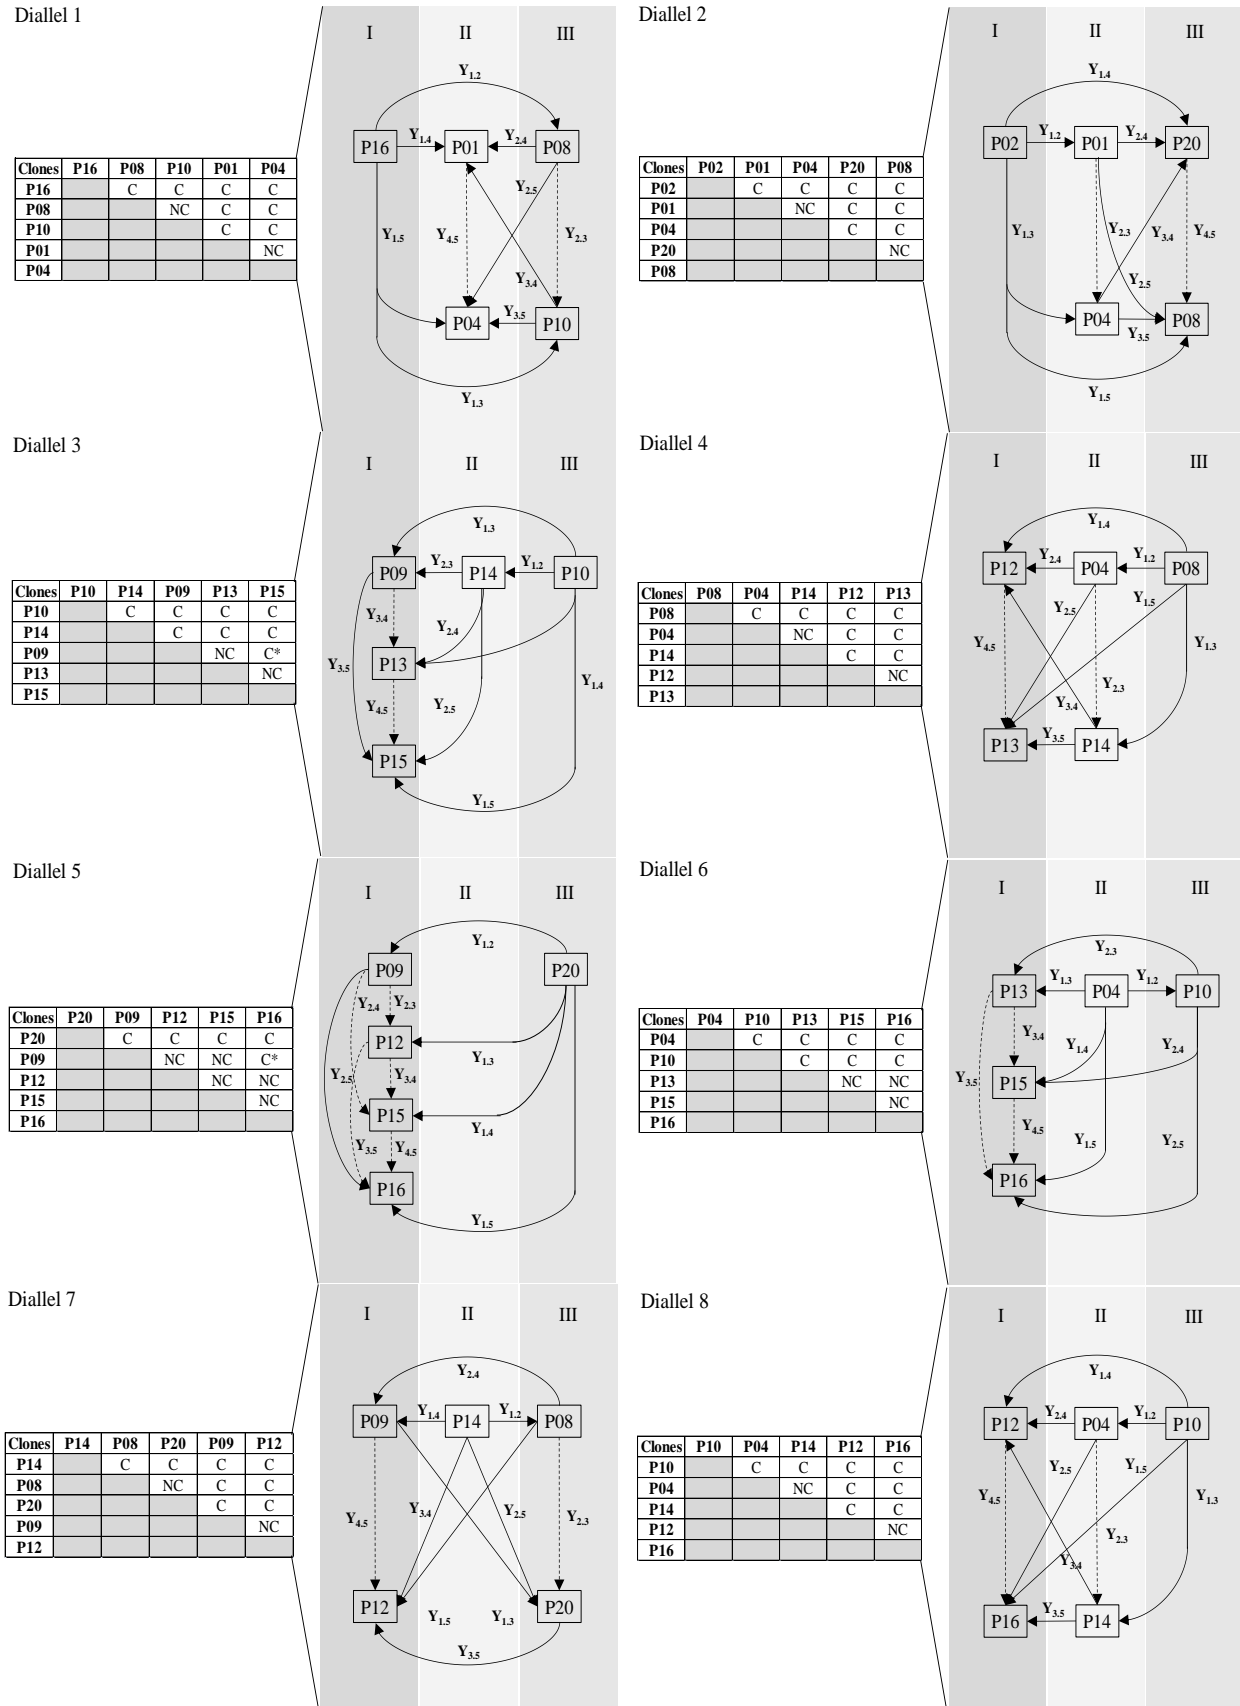 Diallel 1
I II III
Y1.2
P16 Y1.4 P01 Y2.4 P08
Y2.5
Y1.5 Y4.5 Y2.3
Y3.4
P04 Y3.5 P10
Y1.3
Clones P16 P08 P10 P01 P04
P16 C C C C
P08 NC C C
P10 C C
P01 NC
P04
Diallel 2
I II III
Y1.4
P02 Y1.2 P01 Y2.4 P20
Y1.3 Y2.3 Y3.4 Y4.5
Y2.5
P04 Y3.5 P08
Y1.5
Clones P02 P01 P04 P20 P08
P02 C C C C
P01 NC C C
P04 C C
P20 NC
P08
Diallel 3
I II III
Y1.3
P09 Y2.3 P14 Y1.2 P10
Y3.4 Y2.4
Y3.5 P13 Y1.4
Y4.5 Y2.5
P15
Y1.5
Clones P10 P14 P09 P13 P15
P10 C C C C
P14 C C C
P09 NC C*
P13 NC
P15
Diallel 4
I II III
Y1.4
P12 Y2.4 P04 Y1.2 P08
Y2.5 Y1.5
Y4.5 Y1.3
Y2.3
Y3.4
P13 Y3.5 P14
Clones P08 P04 P14 P12 P13
P08 C C C C
P04 NC C C
P14 C C
P12 NC
P13
Diallel 5
I II III
Y1.2
P09 P20
Y2.4 Y2.3
P12
Y1.3
Y2.5 Y3.4
P15
Y1.4
Y3.5 Y4.5
P16
Y1.5
Clones P20 P09 P12 P15 P16
P20 C C C C
P09 NC NC C*
P12 NC NC
P15 NC
P16
Diallel 6
I II III
Y2.3
P13 Y1.3 P04 Y1.2 P10
Y3.4 Y1.4 Y2.4
Y3.5 P15
Y4.5 Y1.5 Y2.5
P16
Clones P04 P10 P13 P15 P16
P04 C C C C
P10 C C C
P13 NC NC
P15 NC
P16
Diallel 7
I II III
Y2.4
P09 Y1.4 P14 Y1.2 P08
Y4.5 Y3.4 Y2.5 Y2.3
P12 P20
Y1.5 Y1.3
Y3.5
Clones P14 P08 P20 P09 P12
P14 C C C C
P08 NC C C
P20 C C
P09 NC
P12
Diallel 8
I II III
Y1.4
P12 Y2.4 P04 Y1.2 P10
Y2.5 Y1.5
Y4.5 Y1.3
Y2.3
Y3.4
P16 Y3.5 P14
Clones P10 P04 P14 P12 P16
P10 C C C C
P04 NC C C
P14 C C
P12 NC
P16